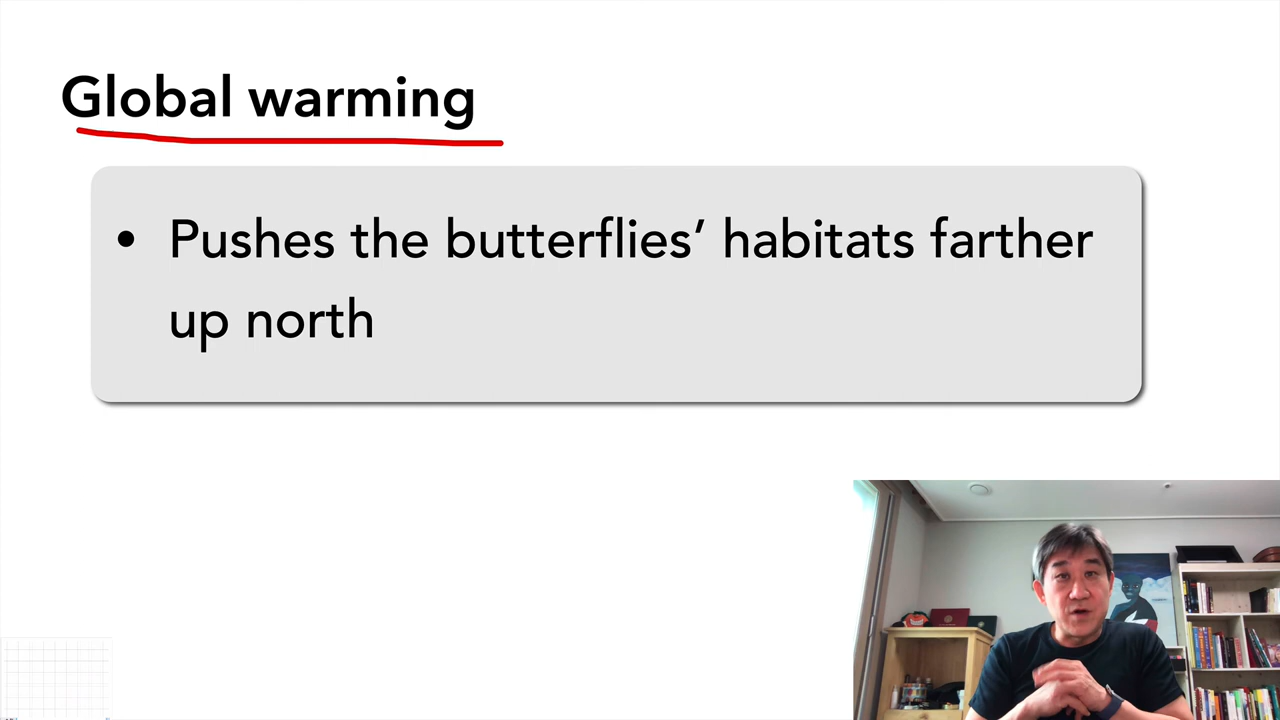 Global warming
• Pushes the butterflies’ habitats farther
up north